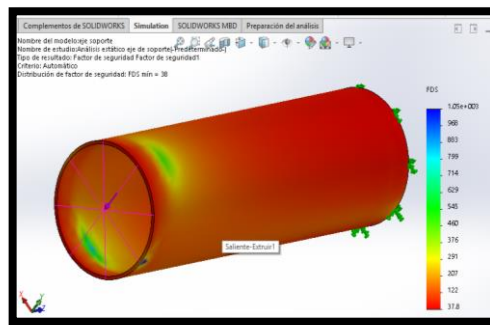 Complementos de SOLIDWORKS Simulation SOLIDWORKS MBD Preparación del análisis
Nombre del modelo:eje soporte
Nombre de estudio:Análisis estático eje de soporte(-Predeterminado-)
Tipo de resultado: Factor de seguridad Factor de seguridad1
Criterio: Automático
Distribución de factor de seguridad: FDS mín = 38
FDS
1.05e+003
968
883
799
714
629
545
460
376
291
207
122
37.8
Saliente-Extruir1